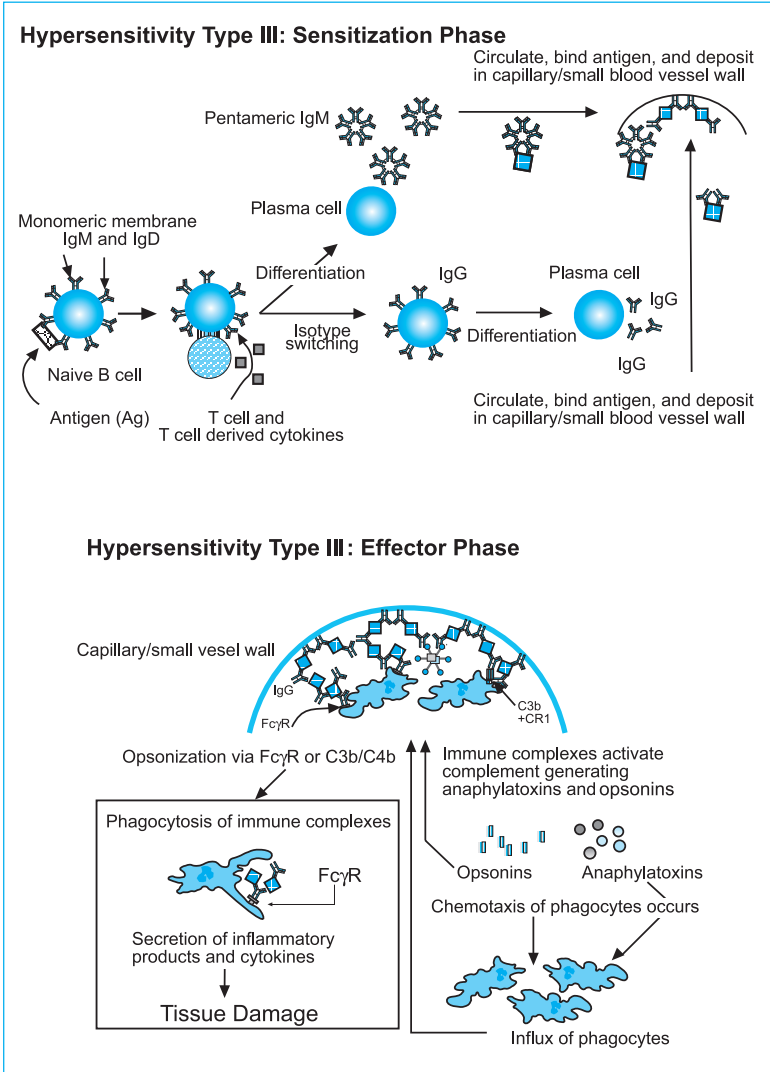 Hypersensitivity Type III: Sensitization Phase
Circulate, bind antigen, and deposit
in capillary/small blood vessel wall
Pentameric IgM
Plasma cell
Monomeric membrane
IgM and IgD
Differentiation
IgG
Plasma cell
IgG
Isotype
switching
Differentiation
IgG
Naive B cell
Antigen (Ag)
T cell and
T cell derived cytokines
Circulate, bind antigen, and deposit
in capillary/small blood vessel wall
Hypersensitivity Type III: Effector Phase
Capillary/small vesel wall
IgG
FcγR
C3b
+CR1
Opsonization via FcγR or C3b/C4b
Immune complexes activate
complement generating
anaphylatoxins and opsonins
Phagocytosis of immune complexes
FcγR
Opsonins
Anaphylatoxins
Chemotaxis of phagocytes occurs
Secretion of inflammatory
products and cytokines
Tissue Damage
Influx of phagocytes